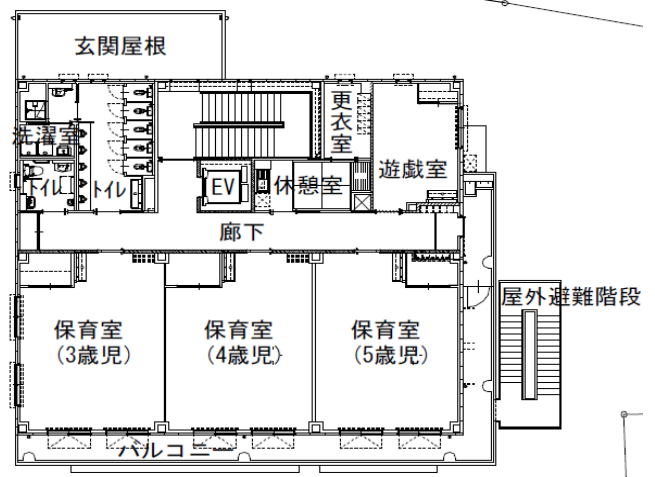 玄関屋根
洗濯室
更衣室
トイレ
トイレ
EV
休憩室
遊戯室
廊下
屋外避難階段
保育室
(3歳児)
保育室
(4歳児)
保育室
(5歳児)
バルコニー